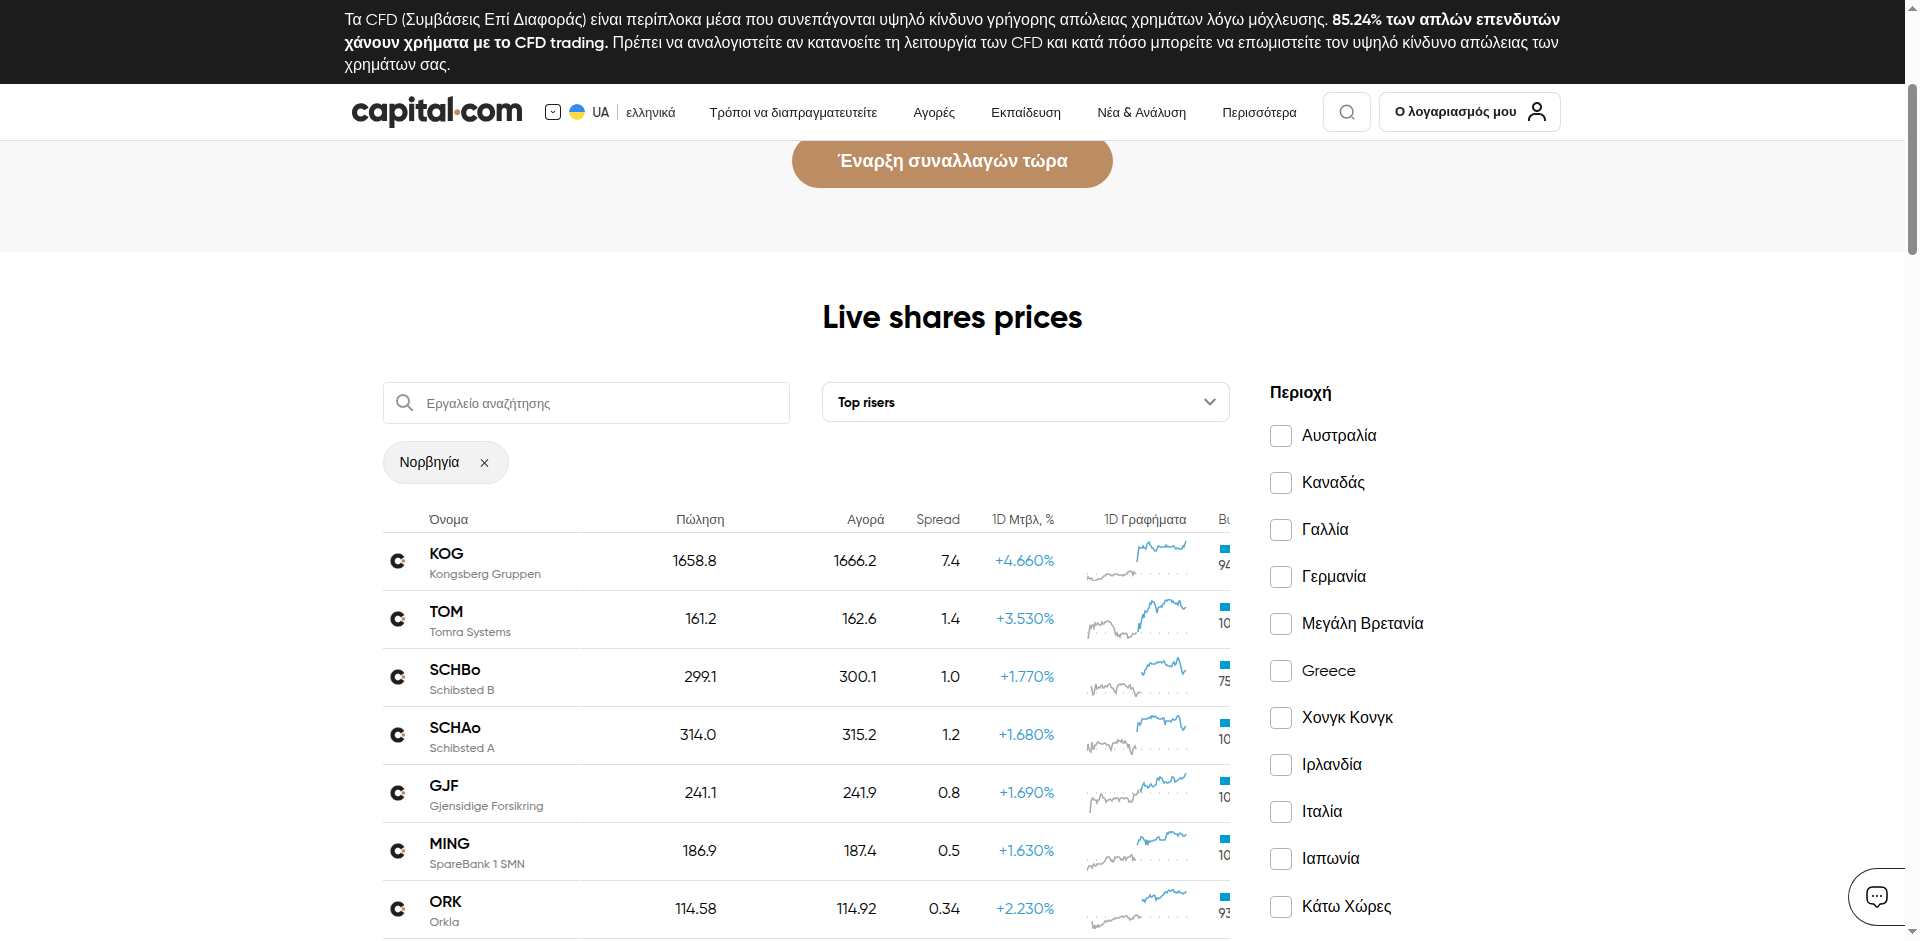 Τα CFD (Συμβάσεις Επί Διαφοράς) είναι περίπλοκα μέσα που συνεπάγονται υψηλό κίνδυνο γρήγορης απώλειας χρημάτων λόγω μόχλευσης. 85.24% των απλών επενδυτών
χάνουν χρήματα με το CFD trading. Πρέπει να αναλογιστείτε αν κατανοείτε τη λειτουργία των CFD και κατά πόσο μπορείτε να επωμιστείτε τον υψηλό κίνδυνο απώλειας των
χρημάτων σας.
capital.com UA ελληνικά Τρόποι να διαπραγματευτείτε Αγορές Εκπαίδευση Νέα & Ανάλυση Περισσότερα Ο λογαριασμός μου
Έναρξη συναλλαγών τώρα
Live shares prices
Εργαλείο αναζήτησης Top risers
Νορβηγία
Όνομα Πώληση Αγορά Spread 1D Μτβλ, % 1D Γραφήματα
KOG 1658.8 1666.2 7.4 +4.660% 94
Kongsberg Gruppen
TOM 161.2 162.6 1.4 +3.530% 10
Tomra Systems
SCHBo 299.1 300.1 1.0 +1.770% 75
Schibsted B
SCHAo 314.0 315.2 1.2 +1.680% 10
Schibsted A
GJF 241.1 241.9 0.8 +1.690% 10
Gjensidige Forsikring
MING 186.9 187.4 0.5 +1.630% 10
SpareBank 1 SMN
ORK 114.58 114.92 0.34 +2.230% 93
Orkla
Περιοχή
Αυστραλία
Καναδάς
Γαλλία
Γερμανία
Μεγάλη Βρετανία
Greece
Χονγκ Κονγκ
Ιρλανδία
Ιταλία
Ιαπωνία
Κάτω Χώρες